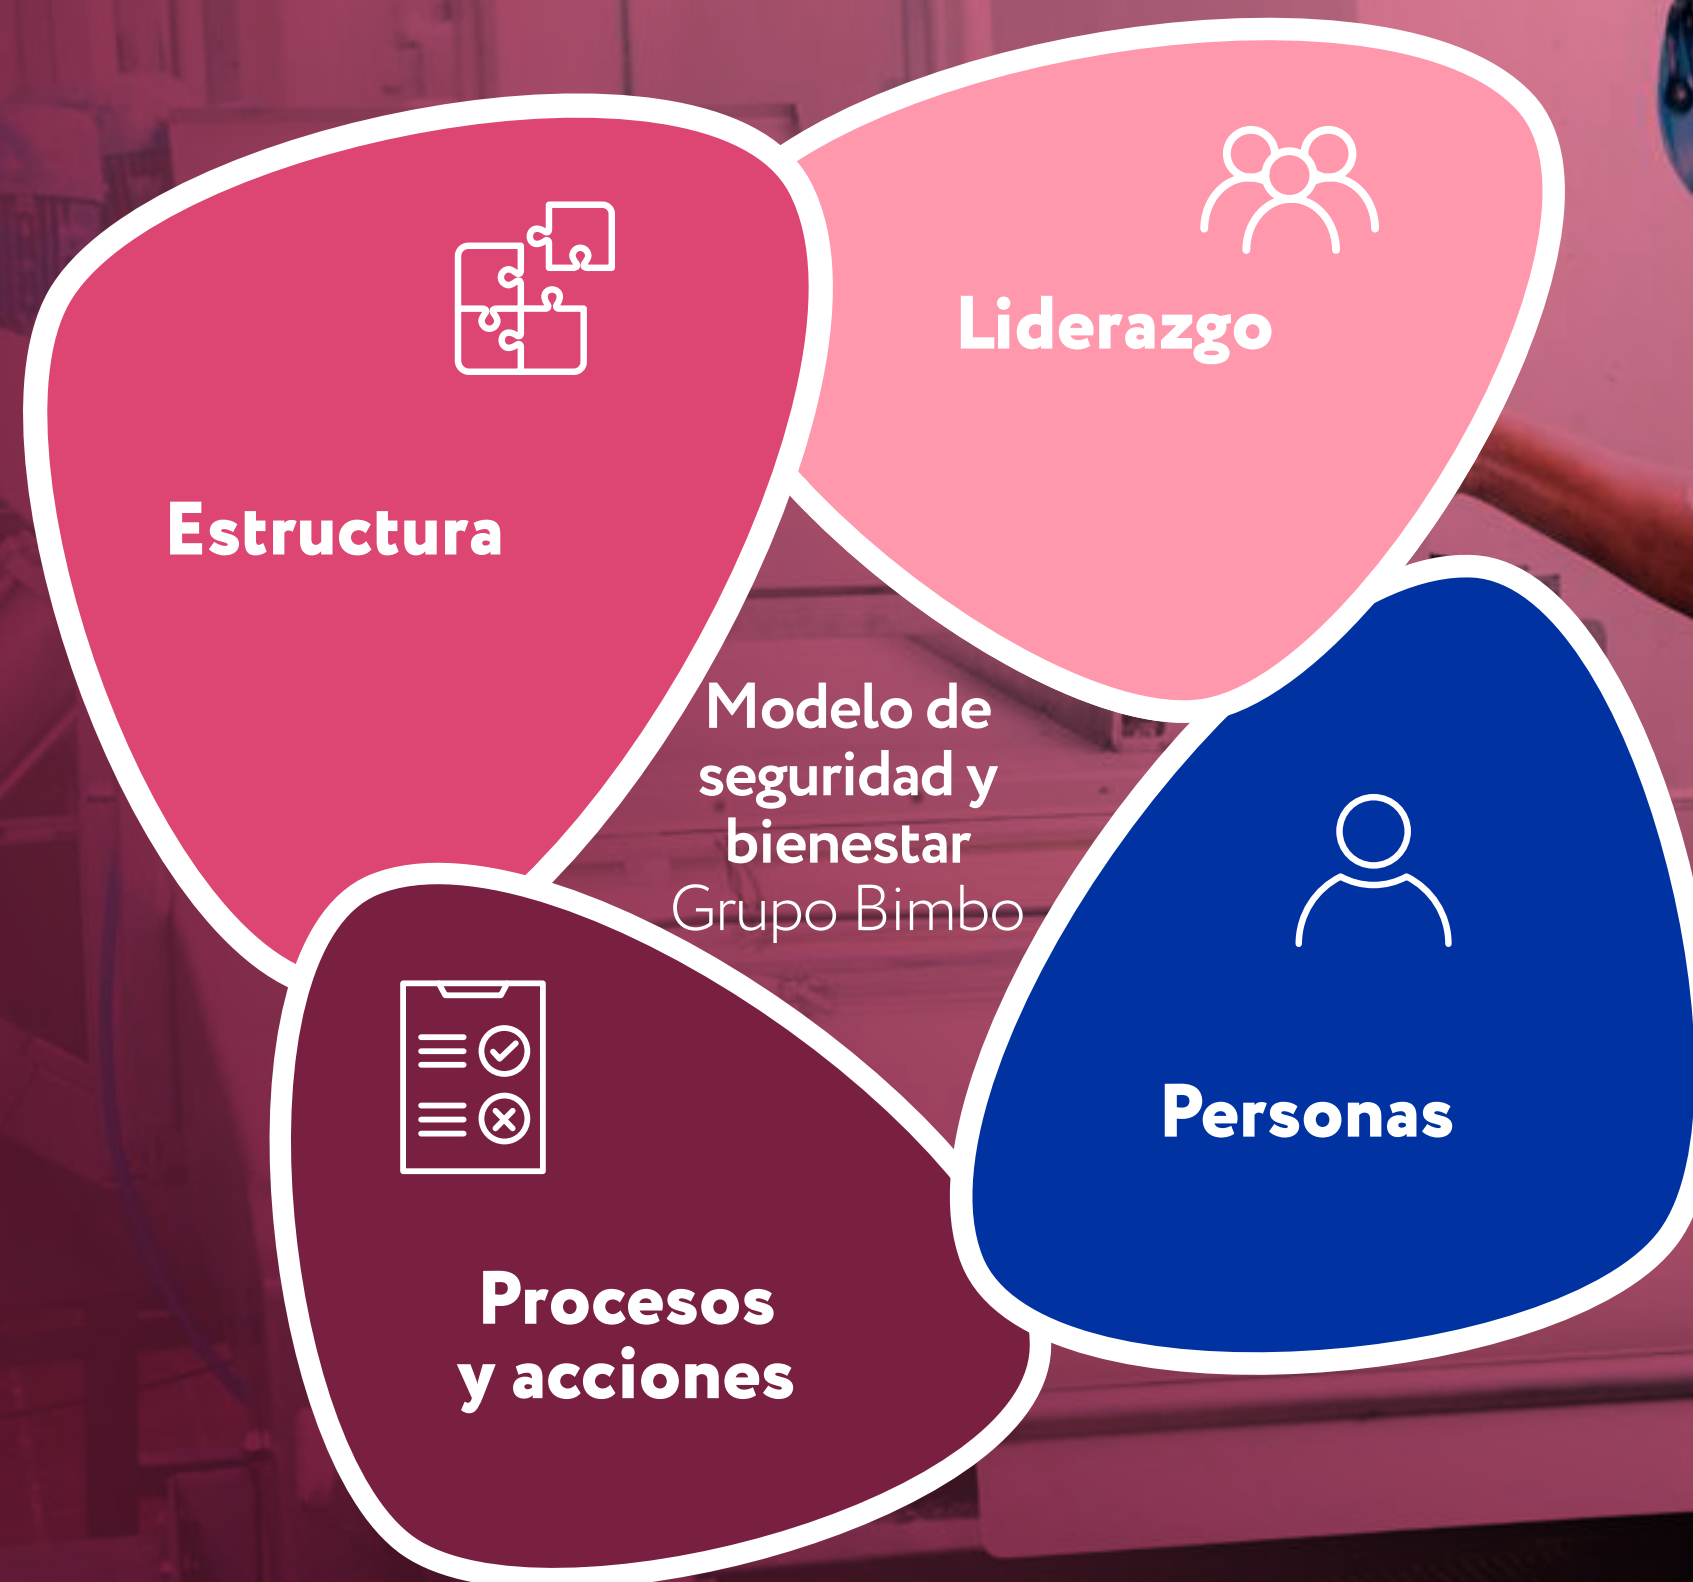 Liderazgo
Estructura
Modelo de
seguridad y
bienestar
Grupo Bimbo
Personas
Procesos
y acciones